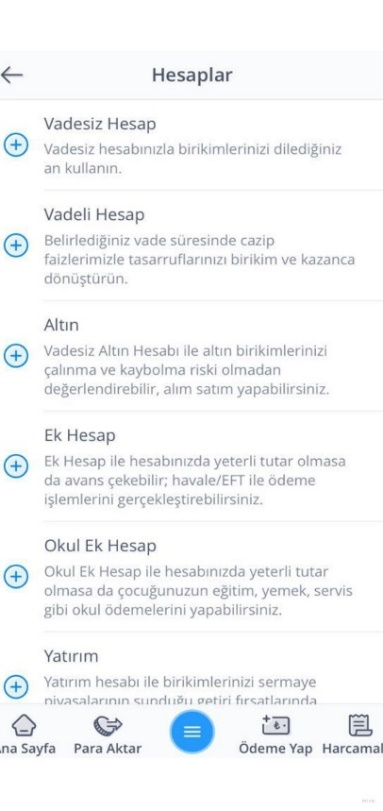 Hesaplar
Vadesiz Hesap
Vadesiz hesabınızla birikimlerinizi dilediğiniz
an kullanın.
Vadeli Hesap
Belirlediğiniz vade süresinde cazip
faizlerimizle tasarruflarınızı birikim ve kazanca
dönüştürün.
Altın
Vadesiz Altın Hesabı ile altın birikimlerinizi
çalınma ve kaybolma riski olmadan
değerlendirebilir, alım satım yapabilirsiniz.
Ek Hesap
Ek Hesap ile hesabınızda yeterli tutar olmasa
da avans çekebilir; havale/EFT ile ödeme
işlemlerini gerçekleştirebilirsiniz.
Okul Ek Hesap
Okul Ek Hesap ile hesabınızda yeterli tutar
olmasa da çocuğunuzun eğitim, yemek, servis
gibi okul ödemelerini yapabilirsiniz.
Yatırım
Yatırım hesabı ile birikimlerinizi sermaye
piyasalarının sunduğu getiri fırsatlarında
na Sayfa Para Aktar Ödeme Yap Harcamal